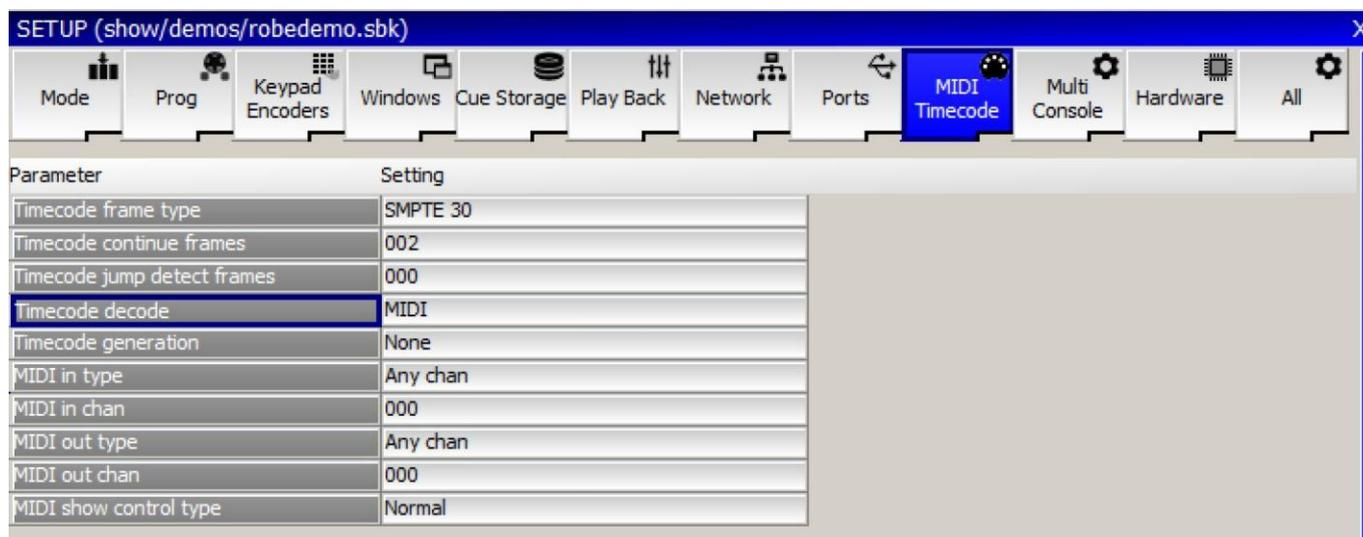 SETUP (show/demos/robedemo.sbk) X
Mode Prog Keypad Encoders Windows Cue Storage Play Back Network Ports MIDI Timecode Multi Console Hardware All
Parameter Setting
Timecode frame type SMPTE 30
Timecode continue frames 002
Timecode jump detect frames 000
Timecode decode MIDI
Timecode generation None
MIDI in type Any chan
MIDI in chan 000
MIDI out type Any chan
MIDI out chan 000
MIDI show control type Normal